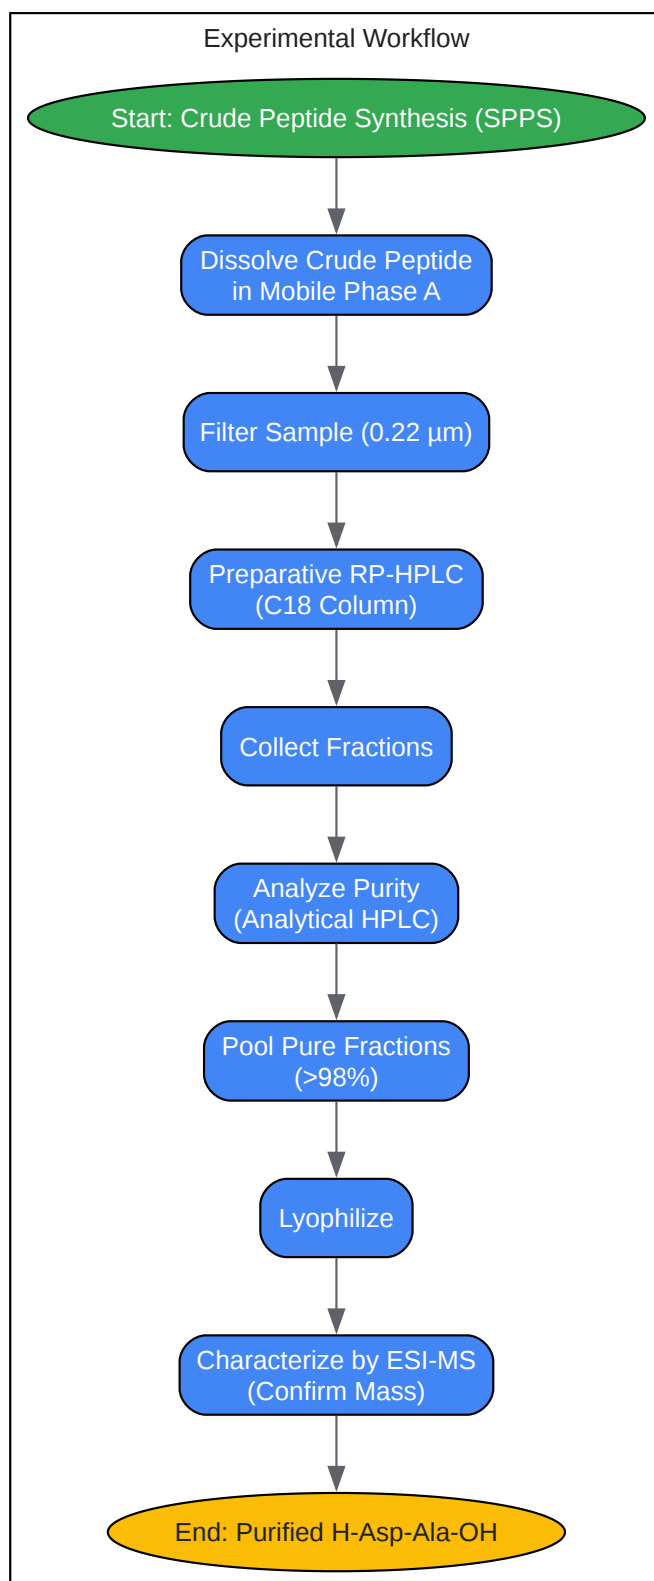 Experimental Workflow
Start: Crude Peptide Synthesis (SPPS)
Dissolve Crude Peptide
in Mobile Phase A
Filter Sample (0.22 µm)
Preparative RP-HPLC
(C18 Column)
Collect Fractions
Analyze Purity
(Analytical HPLC)
Pool Pure Fractions
(>98%)
Lyophilize
Characterize by ESI-MS
(Confirm Mass)
End: Purified H-Asp-Ala-OH